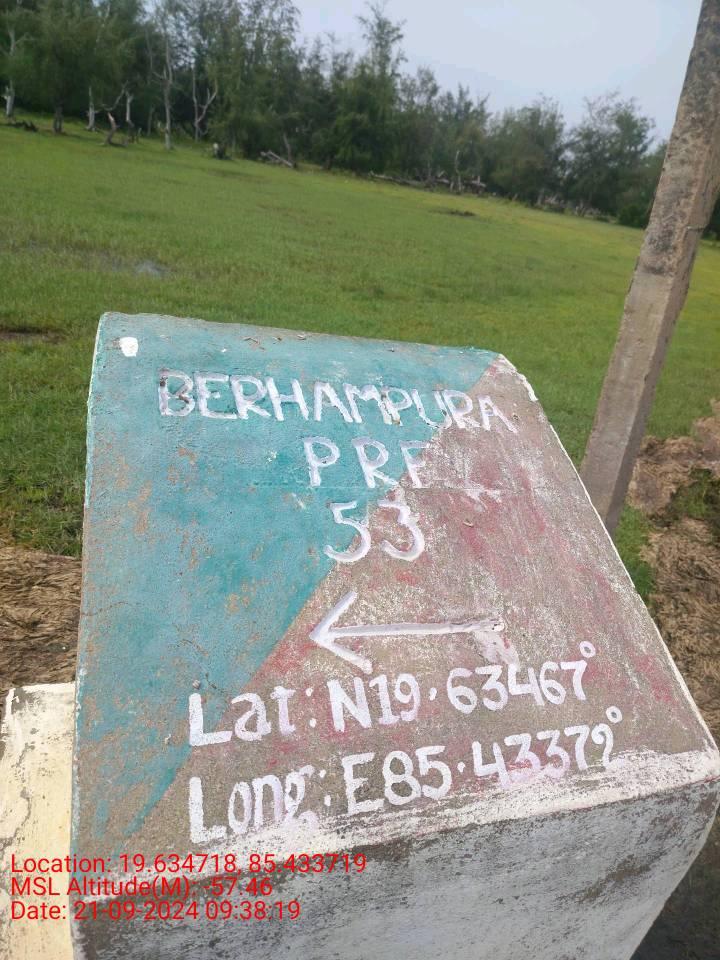 BERHAMPURA
PRF
53
Lat: N19.63467°
Long: E85.43372°
Location: 19.634718, 85.433719
MSL Altitude(M): -57.46
Date: 21-09-2024 09:38:19